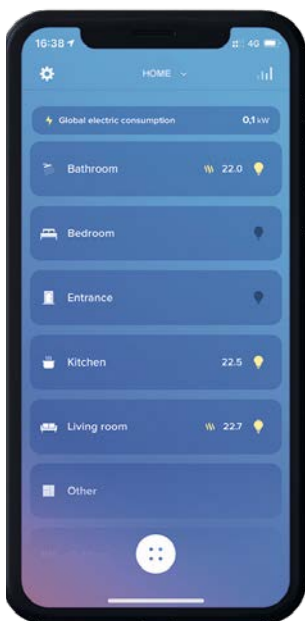 16:38 4G
HOME
Global electric consumption 0,1 kW
Bathroom 22.0
Bedroom
Entrance
Kitchen 22.5
Living room 22.7
Other